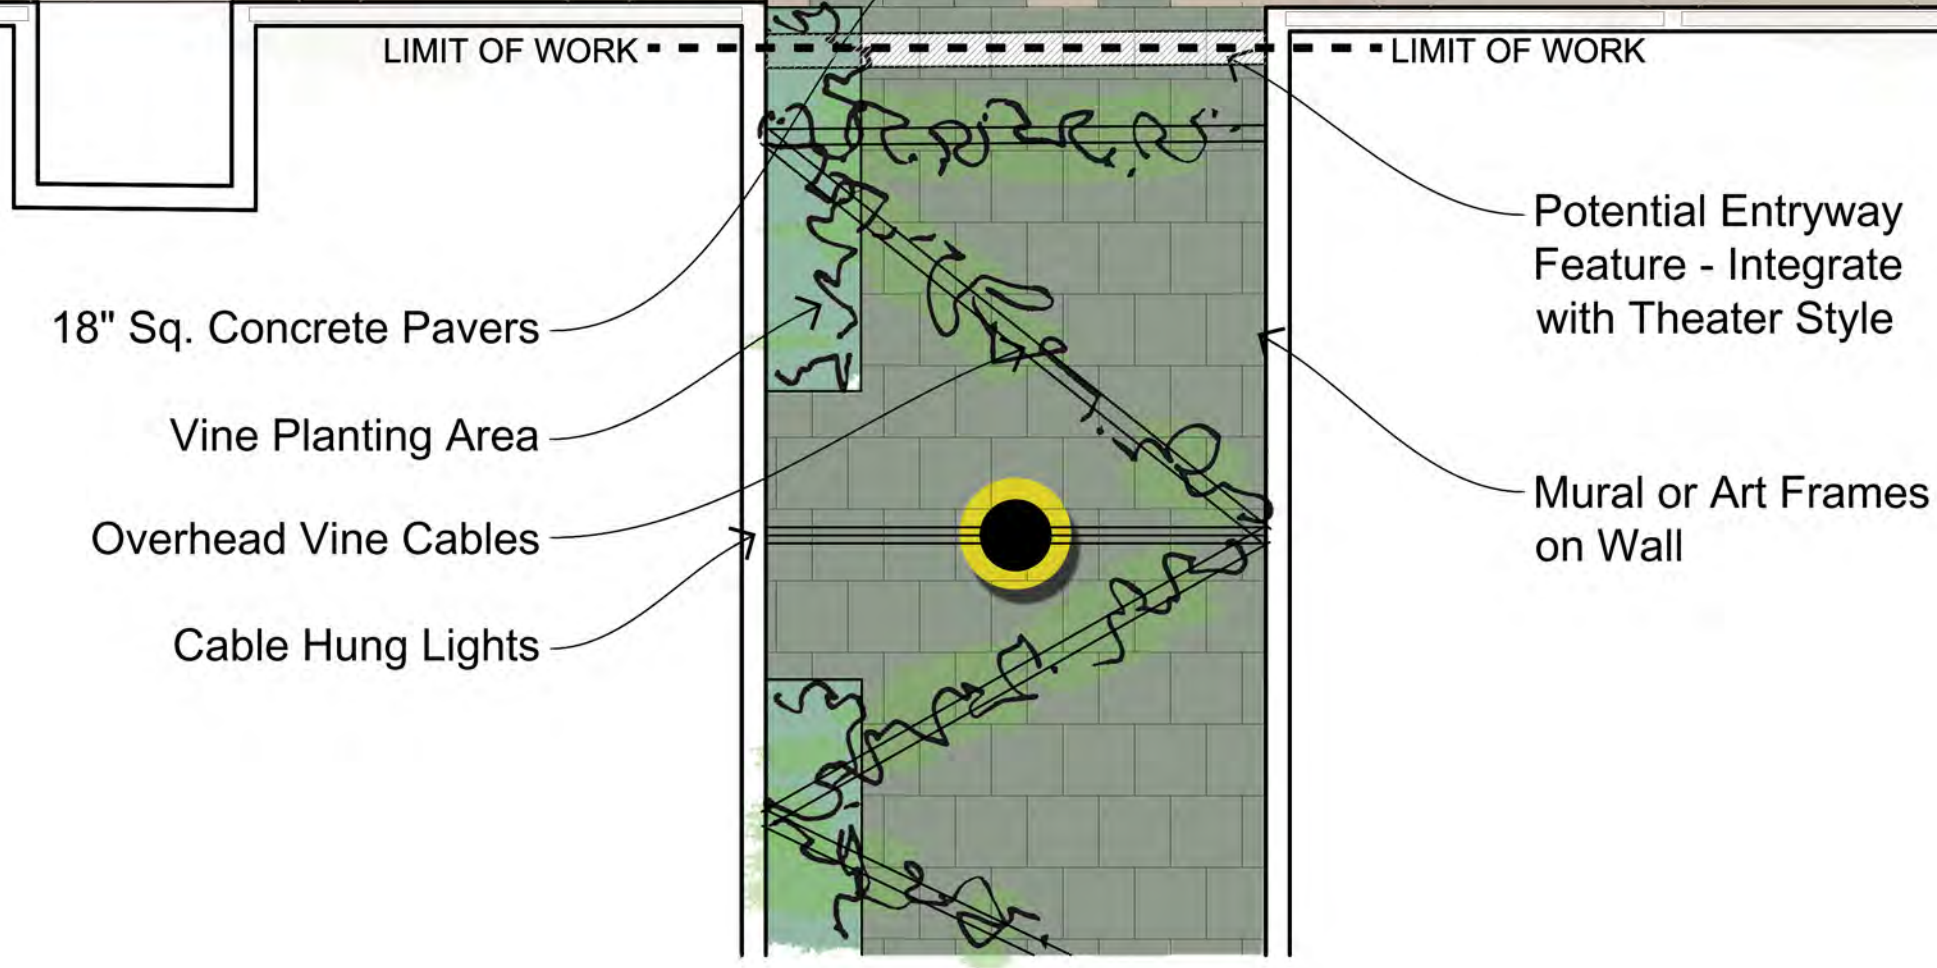 LIMIT OF WORK
LIMIT OF WORK
18" Sq. Concrete Pavers
Vine Planting Area
Overhead Vine Cables
Cable Hung Lights
Potential Entryway
Feature - Integrate
with Theater Style
Mural or Art Frames
on Wall